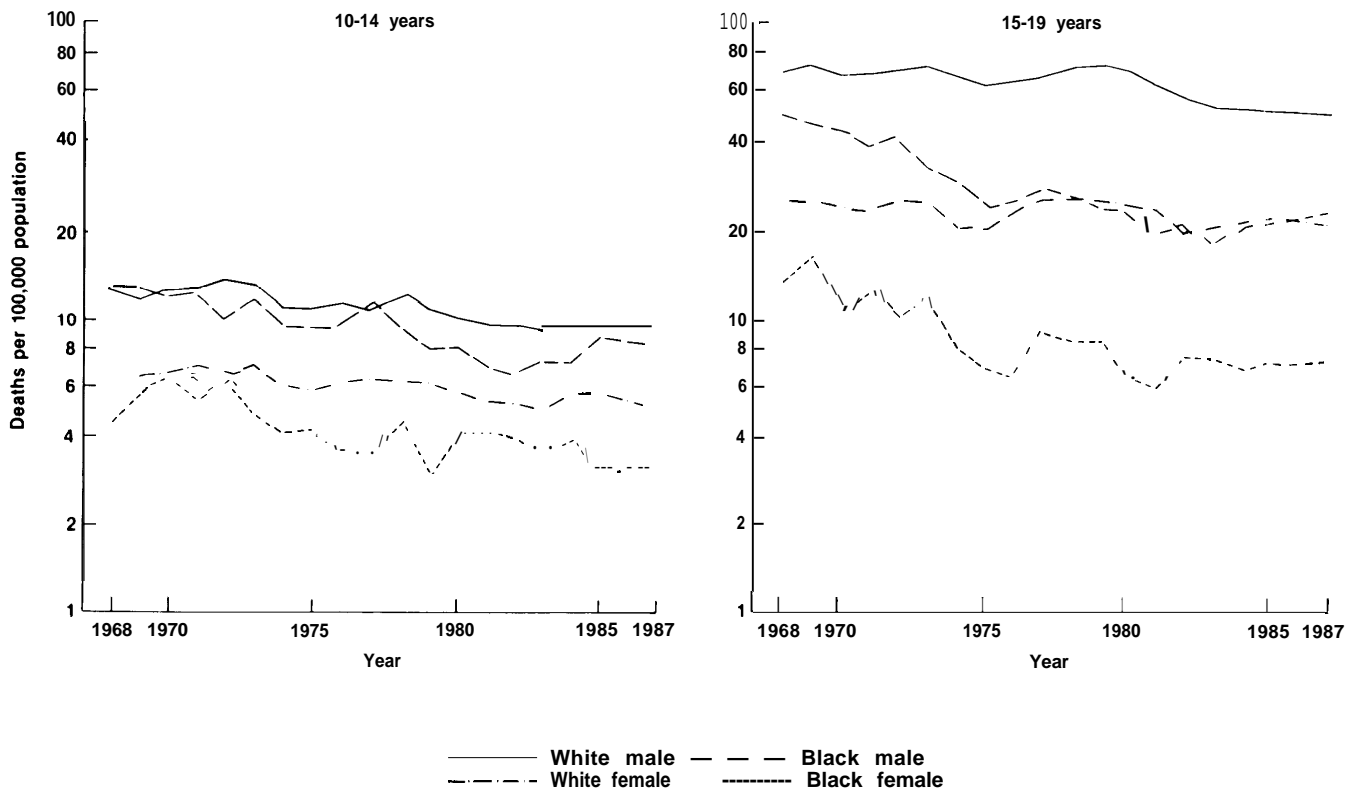 10-14 years
100
80
60
40
20
10
8
6
4
2
1
Deaths per 100,000 population
1968 1970 1975 1980 1985 1987
Year
15-19 years
100
80
60
40
20
10
8
6
4
2
1
1968 1970 1975 1980 1985 1987
Year
White male Black male
White female Black female